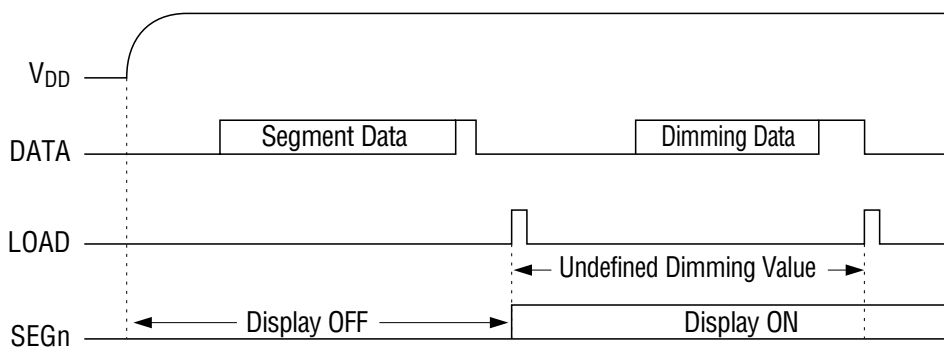 VDD
DATA
Segment Data
Dimming Data
LOAD
Undefined Dimming Value
SEGn
Display OFF
Display ON